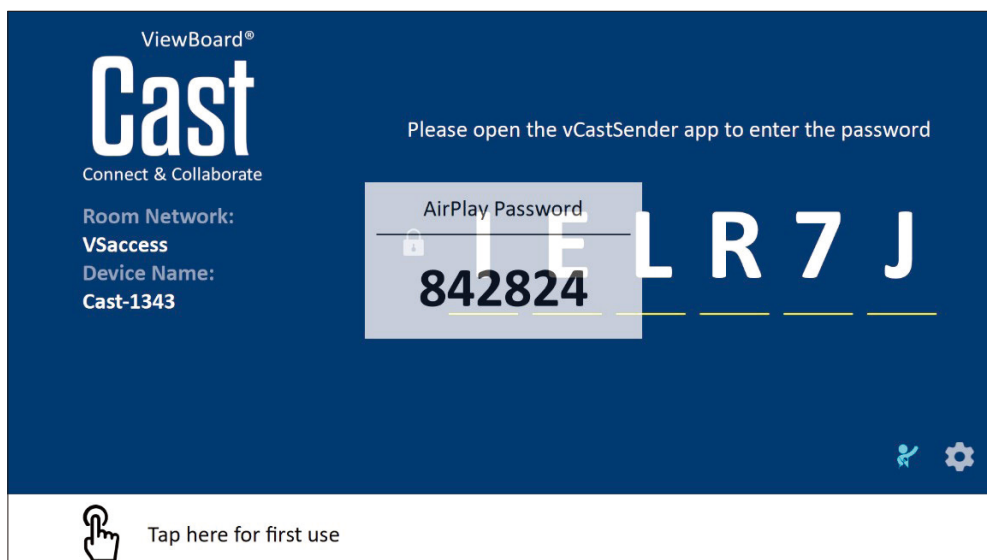 ViewBoard®
Cast
Connect & Collaborate
Room Network:
VSaccess
Device Name:
Cast-1343
Please open the vCastSender app to enter the password
AirPlay Password
842824
I E L R 7 J
Tap here for first use